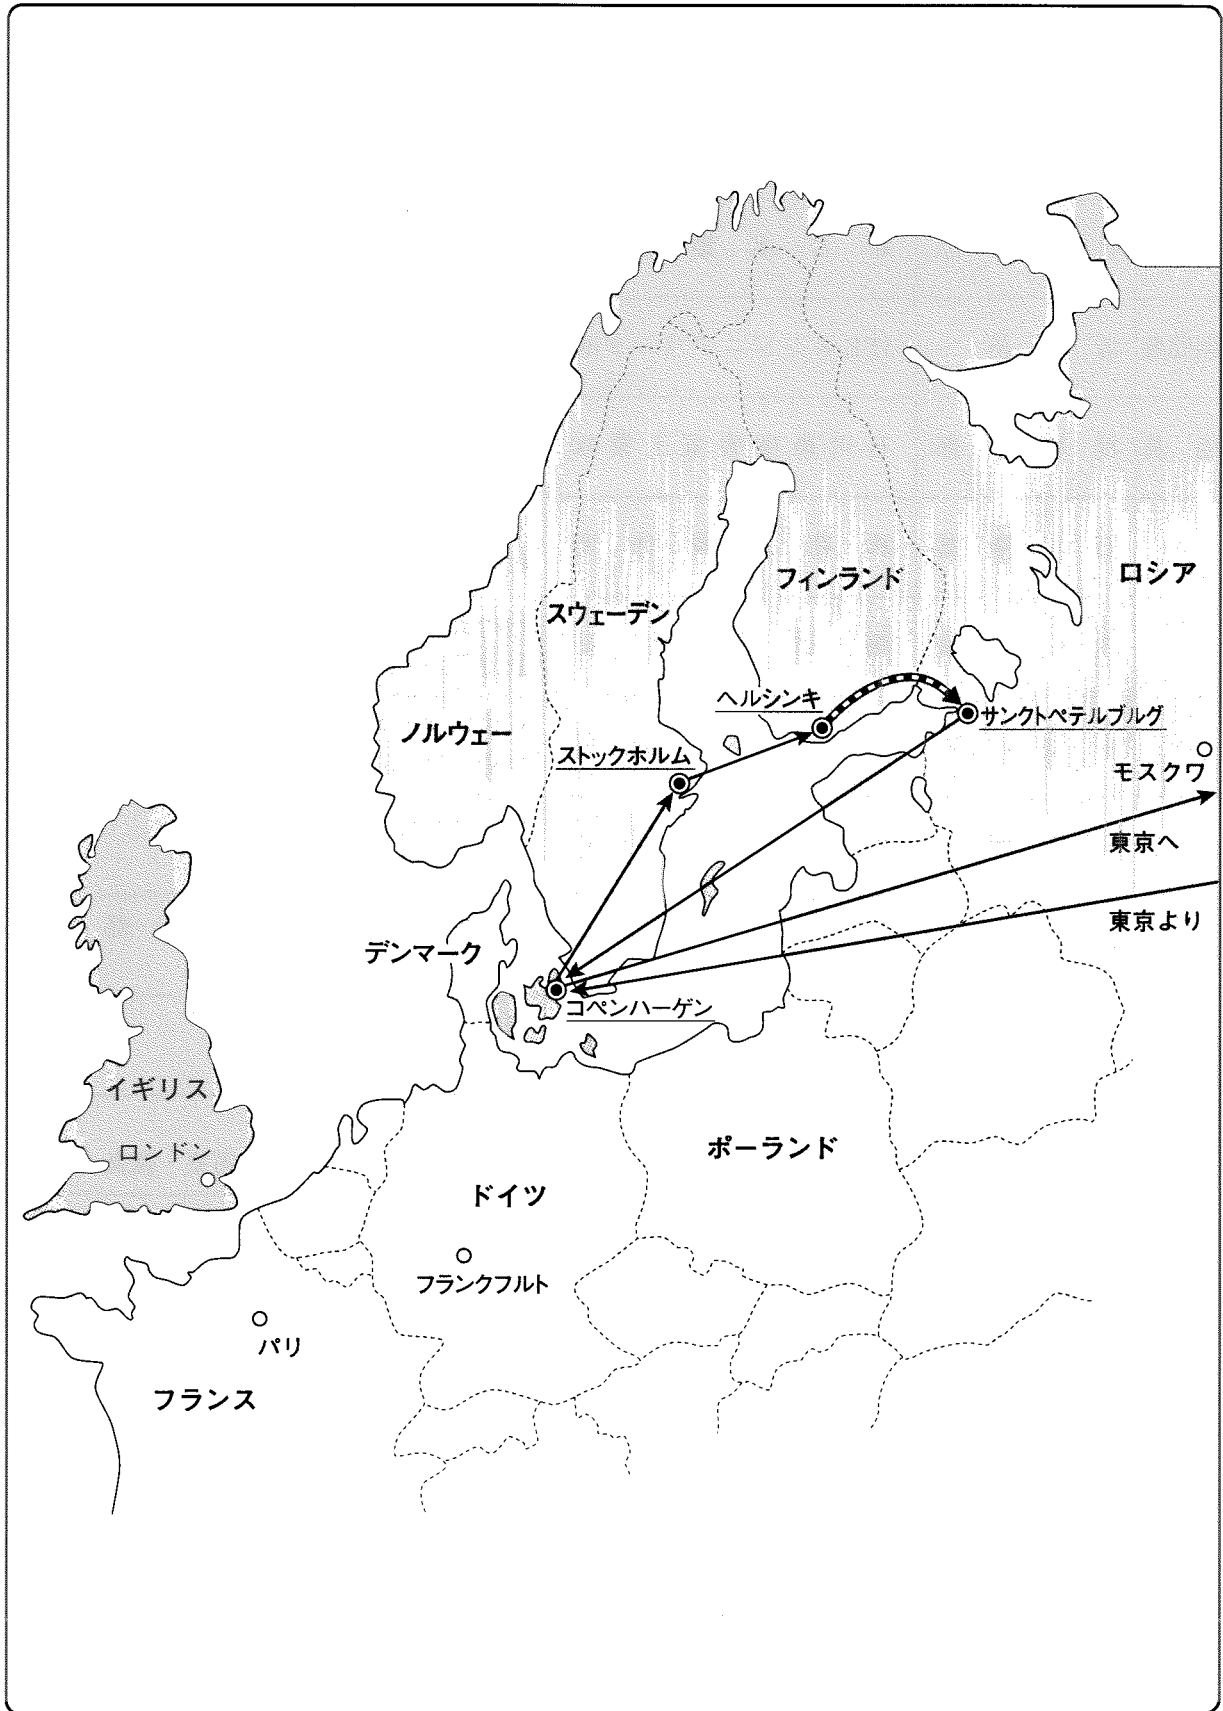 フィンランド
ロシア
スウェーデン
ヘルシンキ
サンクトペテルブルグ
ノルウェー
ストックホルム
モスクワ
東京へ
東京より
デンマーク
コペンハーゲン
イギリス
ロンドン
ポーランド
ドイツ
フランクフルト
パリ
フランス